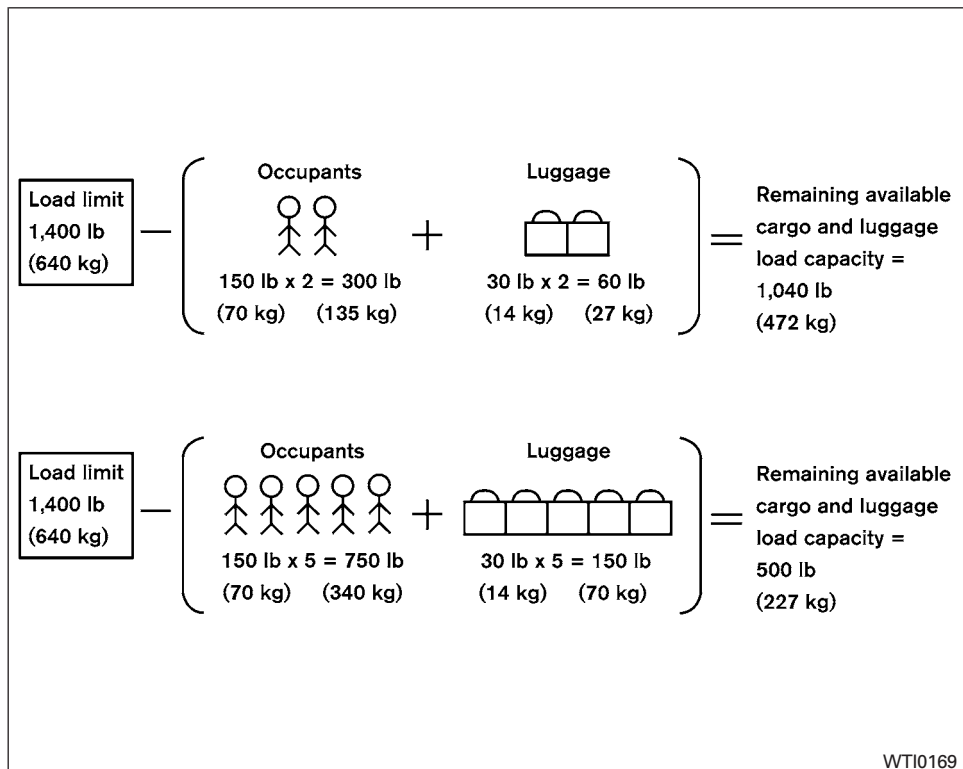 Occupants
Luggage
Load limit
1,400 lb
(640 kg)
150 lb x 2 = 300 lb
(70 kg) (135 kg)
+
30 lb x 2 = 60 lb
(14 kg) (27 kg)
=
Remaining available
cargo and luggage
load capacity =
1,040 lb
(472 kg)
Occupants
Luggage
Load limit
1,400 lb
(640 kg)
150 lb x 5 = 750 lb
(70 kg) (340 kg)
+
30 lb x 5 = 150 lb
(14 kg) (70 kg)
=
Remaining available
cargo and luggage
load capacity =
500 lb
(227 kg)
WTI0169